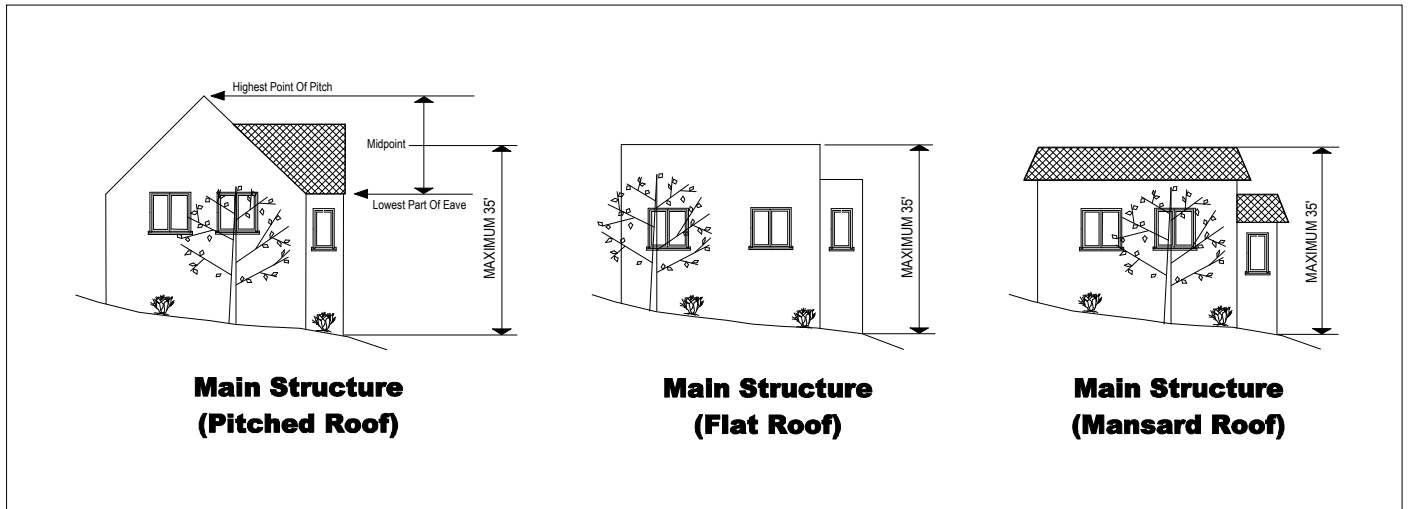 Highest Point Of Pitch
Midpoint
Lowest Part Of Eave
MAXIMUM 35'
Main Structure
(Pitched Roof)
MAXIMUM 35'
Main Structure
(Flat Roof)
MAXIMUM 35'
Main Structure
(Mansard Roof)